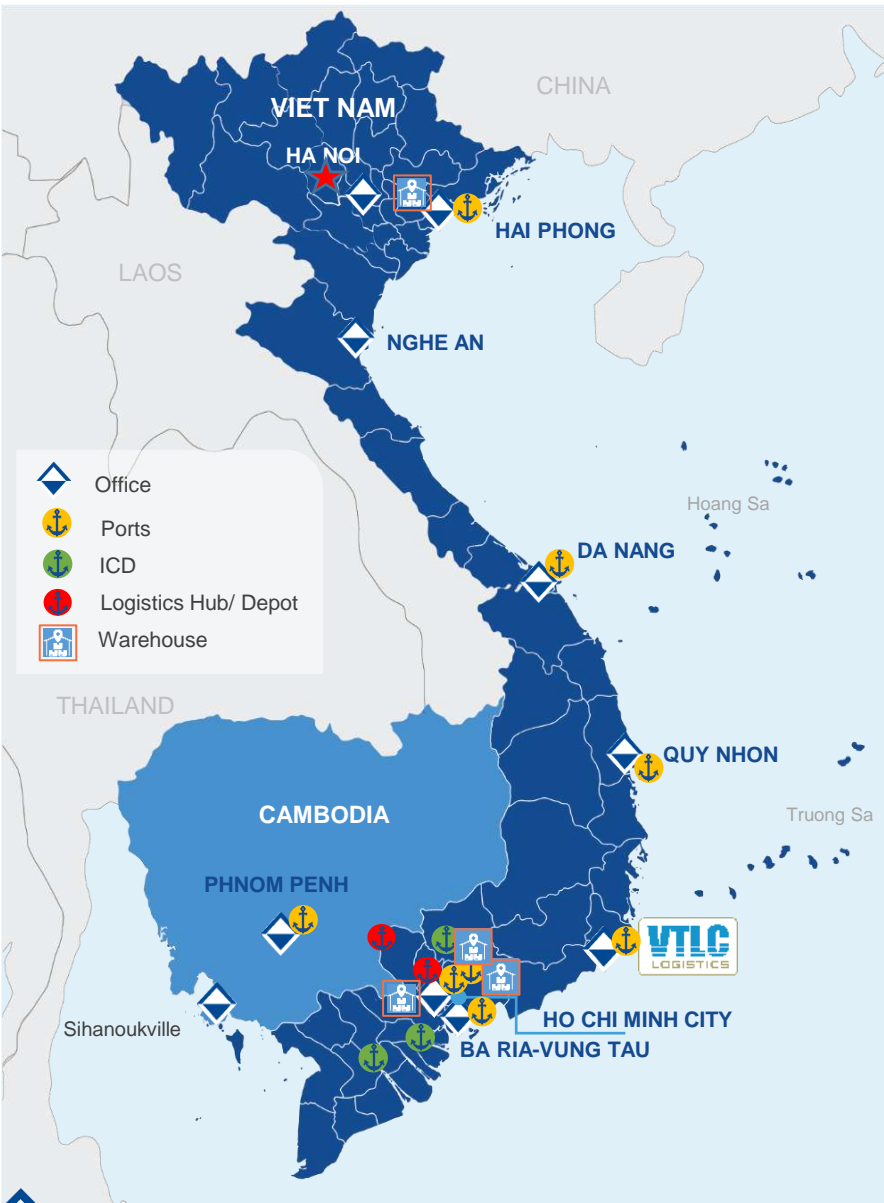 CHINA
VIET NAM
HA NOI
HAI PHONG
LAOS
NGHE AN
Office
Ports
ICD
Logistics Hub/ Depot
Warehouse
Hoang Sa
DA NANG
THAILAND
QUY NHON
CAMBODIA
Truong Sa
PHNOM PENH
VTLC
LOGISTICS
Sihanoukville
HO CHI MINH CITY
BA RIA-VUNG TAU